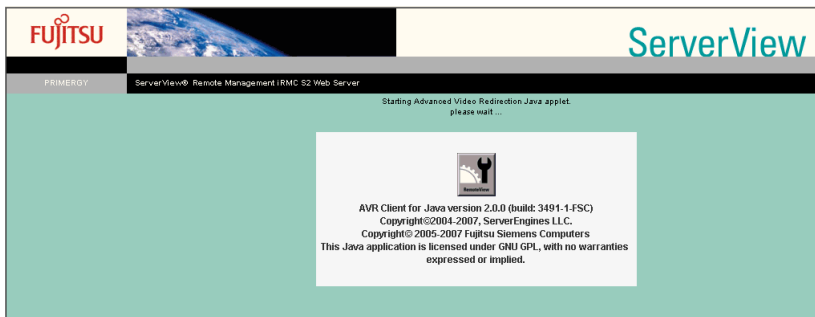 FUJITSU
ServerView
PRIMERGY
ServerView® Remote Management iRMC S2 Web Server
Starting Advanced Video Redirection Java applet.
please wait ...
RemoteView
AVR Client for Java version 2.0.0 (build: 3491-1-FSC)
Copyright©2004-2007, ServerEngines LLC.
Copyright© 2005-2007 Fujitsu Siemens Computers
This Java application is licensed under GNU GPL, with no warranties
expressed or implied.